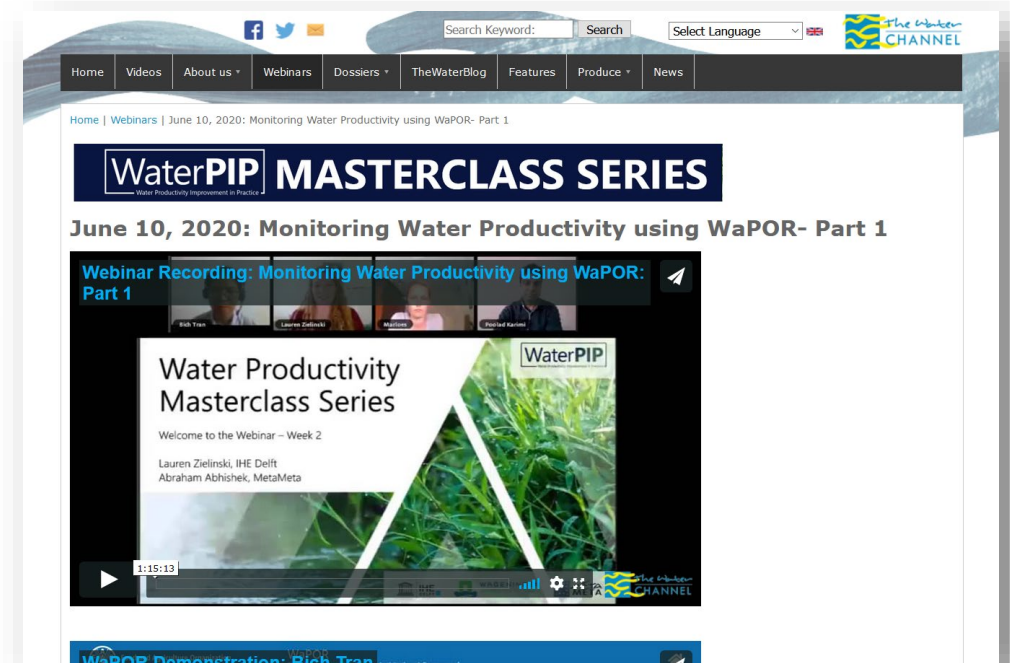 Search Keyword:
Search
Select Language
The Water
CHANNEL
Home
Videos
About us
Webinars
Dossiers
TheWaterBlog
Features
Produce
News
Home | Webinars | June 10, 2020: Monitoring Water Productivity using WaPOR- Part 1
WaterPIP MASTERCLASS SERIES
Water Productivity Improvement in Practice
June 10, 2020: Monitoring Water Productivity using WaPOR- Part 1
Webinar Recording: Monitoring Water Productivity using WaPOR:
Part 1
Rich Tran
Lauren Zielinski
Marloes
Poolad Karimi
WaterPIP
Water Productivity
Masterclass Series
Welcome to the Webinar – Week 2
Lauren Zielinski, IHE Delft
Abraham Abhishek, MetaMeta
1:15:13
IHE
META
The Water
CHANNEL
WaPOR
WaPOR Demonstration: Rich Tran